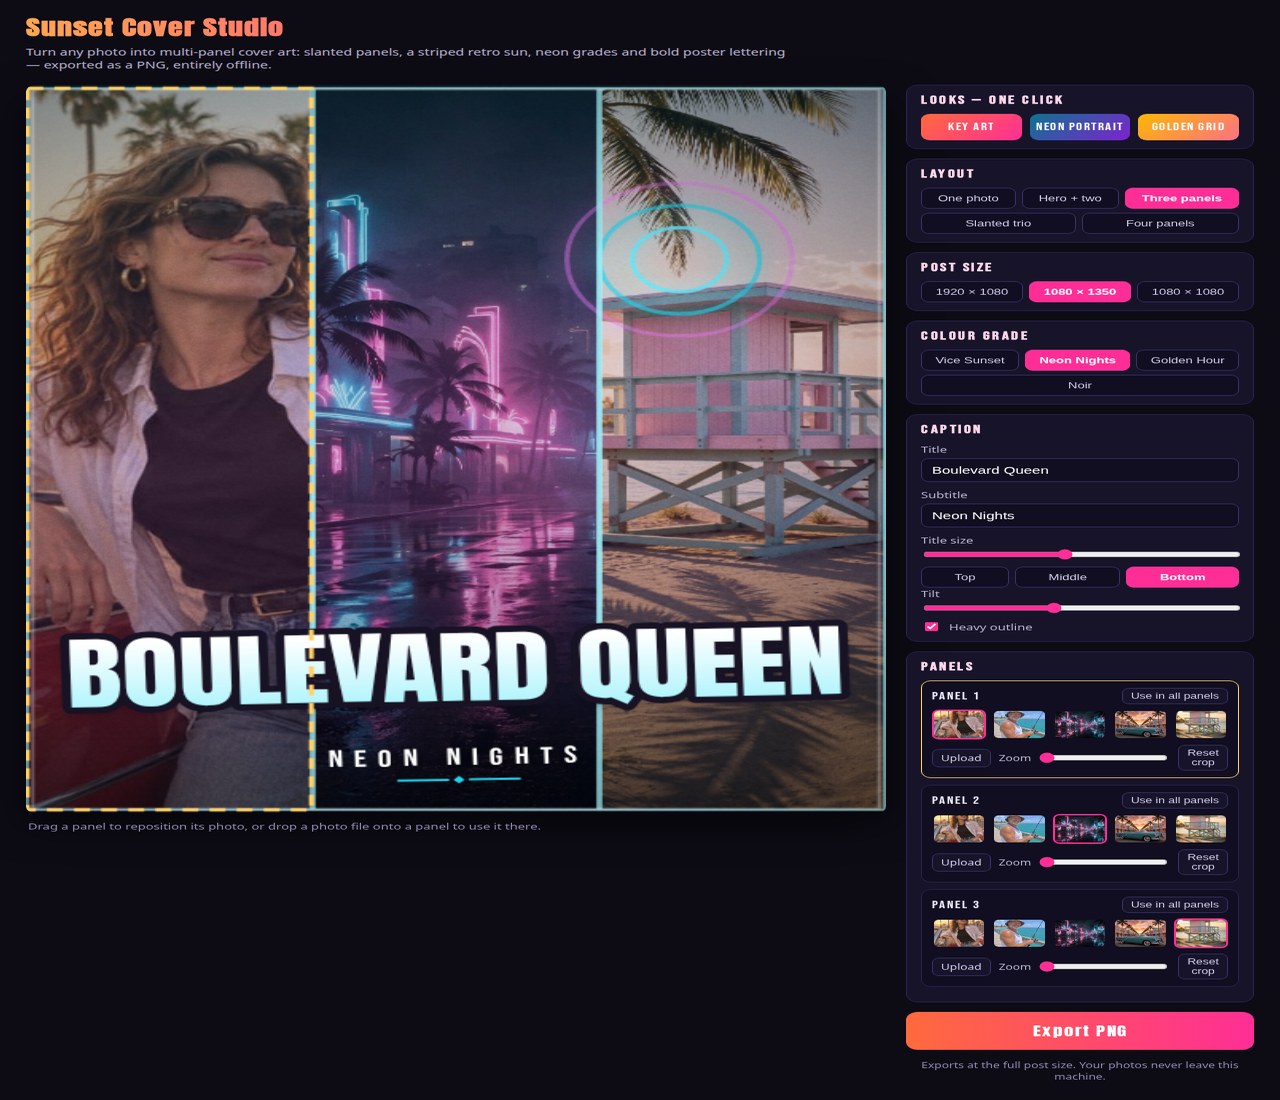 Sunset Cover Studio
Turn any photo into multi-panel cover art: slanted panels, a striped retro sun, neon grades and bold poster lettering
— exported as a PNG, entirely offline.
BOULEVARD QUEEN
NEON NIGHTS
Drag a panel to reposition its photo, or drop a photo file onto a panel to use it there.
LOOKS — ONE CLICK
KEY ART
NEON PORTRAIT
GOLDEN GRID
LAYOUT
One photo
Hero + two
Three panels
Slanted trio
Four panels
POST SIZE
1920 × 1080
1080 × 1350
1080 × 1080
COLOUR GRADE
Vice Sunset
Neon Nights
Golden Hour
Noir
CAPTION
Title
Boulevard Queen
Subtitle
Neon Nights
Title size
Top
Middle
Bottom
Tilt
Heavy outline
PANELS
PANEL 1
Use in all panels
Upload
Zoom
Reset
crop
PANEL 2
Use in all panels
Upload
Zoom
Reset
crop
PANEL 3
Use in all panels
Upload
Zoom
Reset
crop
Export PNG
Exports at the full post size. Your photos never leave this
machine.